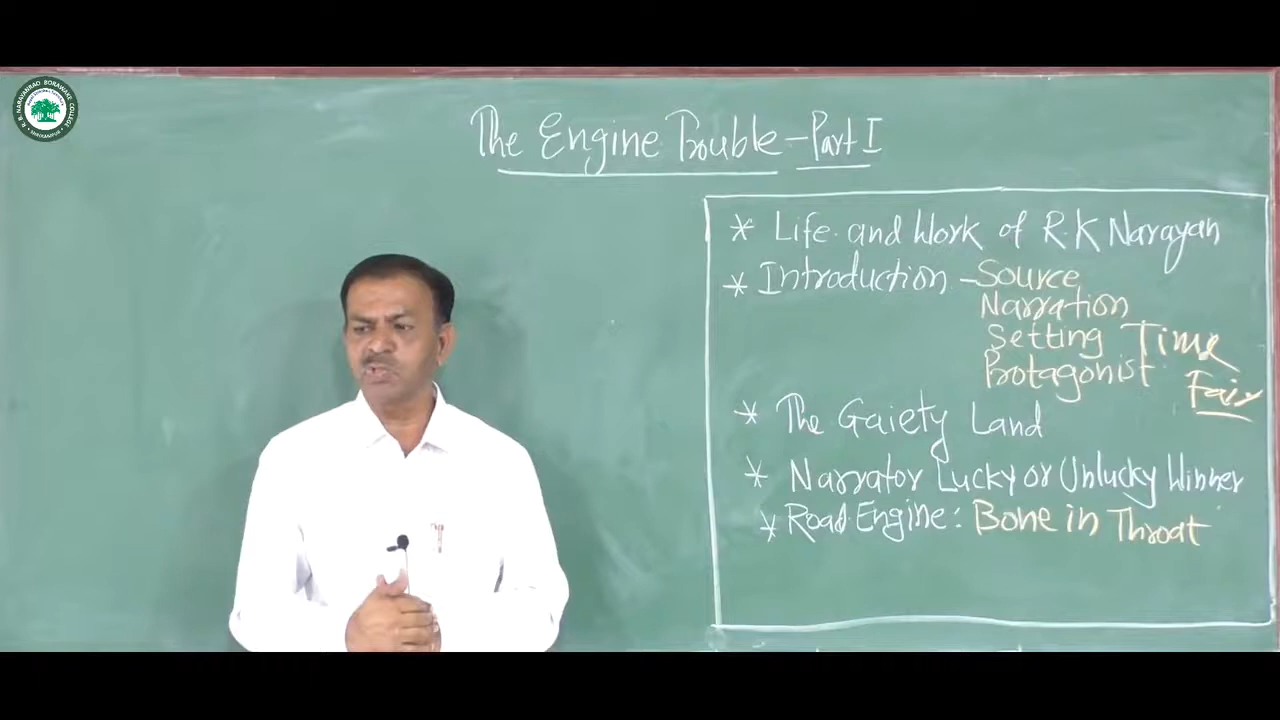 The Engine Trouble - Part I
* Life and Work of R.K Narayan
* Introduction - Source
Narration
Setting Time
Protagonist Fair
* The Gaiety Land
* Narrator Lucky or Unlucky Winner
* Road Engine: Bone in Throat